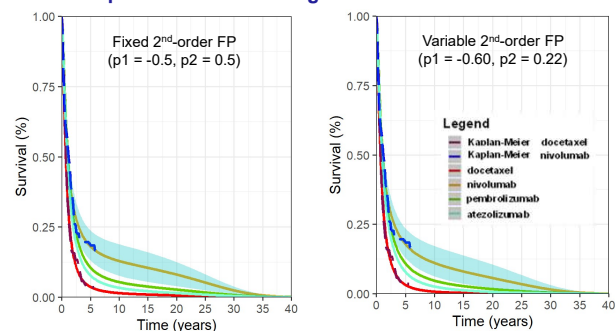 Fixed 2nd-order FP
(p1 = -0.5, p2 = 0.5)
Survival (%)
1.00
0.75
0.50
0.25
0.00
0 5 10 15 20 25 30 35 40
Time (years)
Variable 2nd-order FP
(p1 = -0.60, p2 = 0.22)
Survival (%)
1.00
0.75
0.50
0.25
0.00
0 5 10 15 20 25 30 35 40
Time (years)
Legend
Kaplan-Meier docetaxel
Kaplan-Meier nivolumab
docetaxel
nivolumab
pembrolizumab
atezolizumab